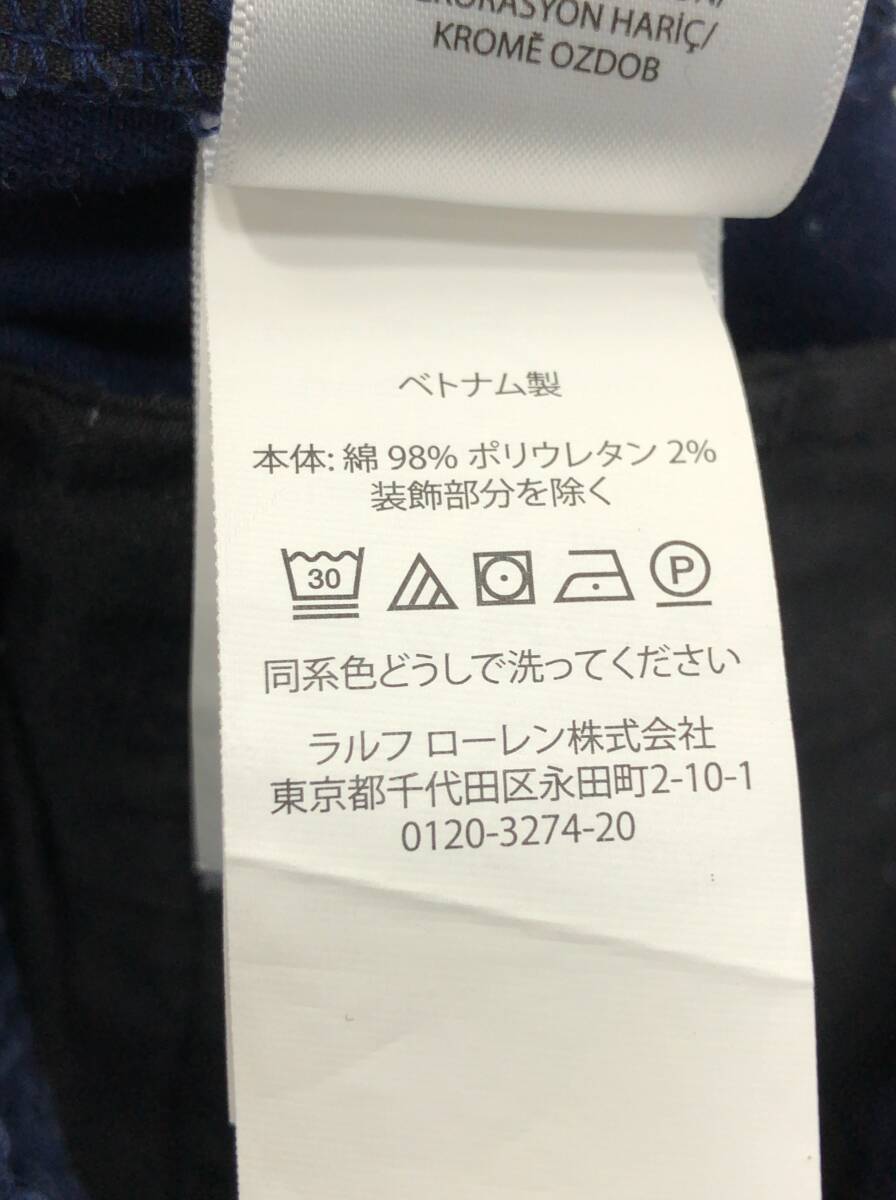 HARİÇ/
KROMĚ OZDOB
ベトナム製
本体: 綿 98% ポリウレタン 2%
装飾部分を除く
30 P
同系色どうしで洗ってください
ラルフ ローレン株式会社
東京都千代田区永田町2-10-1
0120-3274-20